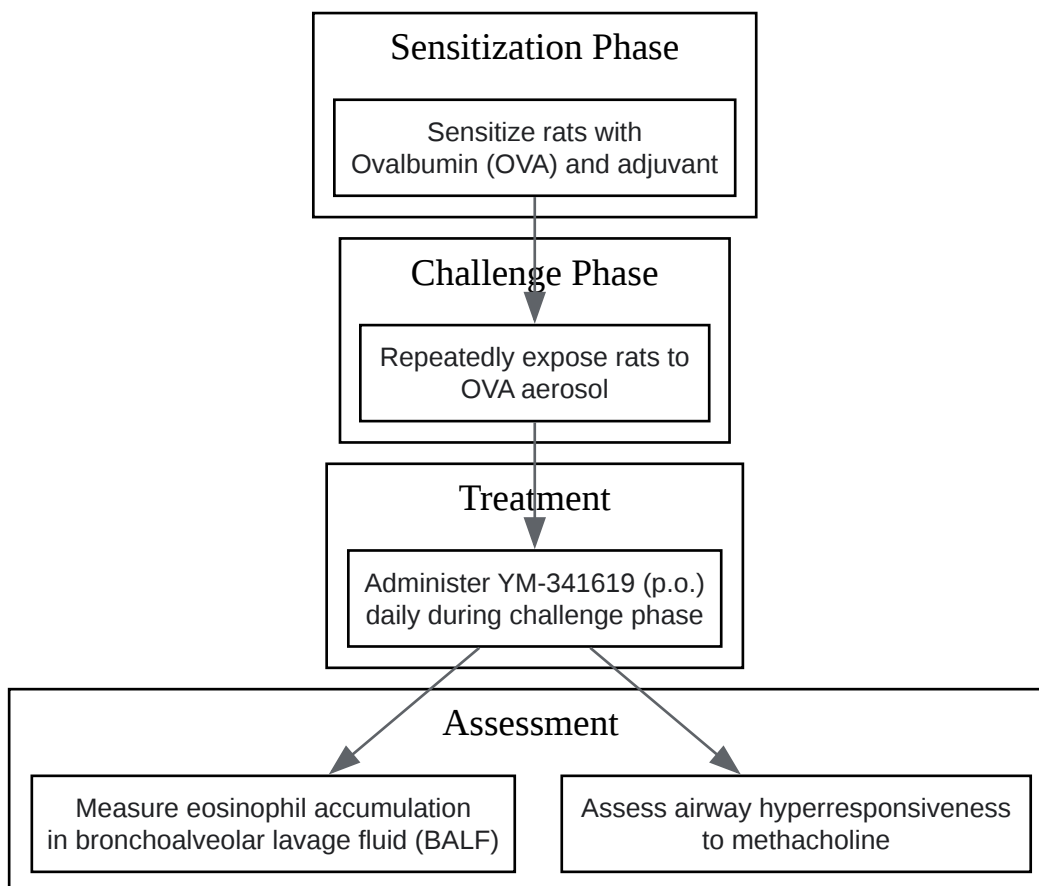 Sensitization Phase
Sensitize rats with
Ovalbumin (OVA) and adjuvant
Challenge Phase
Repeatedly expose rats to
OVA aerosol
Treatment
Administer YM-341619 (p.o.)
daily during challenge phase
Assessment
Measure eosinophil accumulation
in bronchoalveolar lavage fluid (BALF)
Assess airway hyperresponsiveness
to methacholine